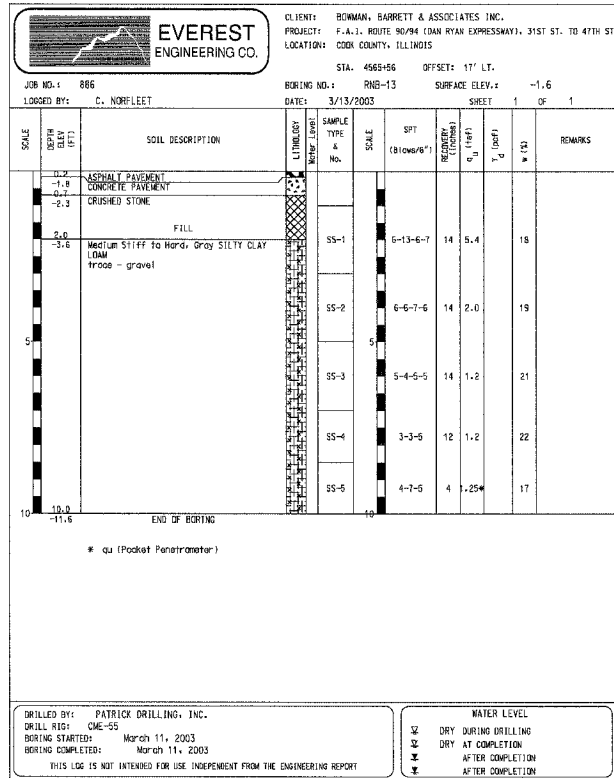 EVEREST
ENGINEERING CO.
CLIENT: BOWMAN, BARRETT & ASSOCIATES INC.
PROJECT: F.A.I. ROUTE 90/94 (DAN RYAN EXPRESSWAY), 31ST ST. TO 47TH ST
LOCATION: COOK COUNTY, ILLINOIS
STA. 4565+56 OFFSET: 17' LT.
JOB NO.: 886 BORING NO.: RNB-13 SURFACE ELEV.: -1.6
LOGGED BY: C. NORFLEET DATE: 3/13/2003 SHEET 1 OF 1
SCALE DEPTH ELEV (FT) SOIL DESCRIPTION LITHOLOGY Water Level SAMPLE TYPE & No. SCALE SPT (Blows/6") RECOVERY (inches) qu (tsf) γd (pcf) w (%) REMARKS
0.2 ASPHALT PAVEMENT
-1.8 CONCRETE PAVEMENT
0.7
-2.3 CRUSHED STONE
FILL
2.0
-3.6 Medium Stiff to Hard, Gray SILTY CLAY
LOAM
trace - gravel
SS-1 6-13-6-7 14 5.4 18
SS-2 6-6-7-6 14 2.0 19
5 5
SS-3 5-4-5-5 14 1.2 21
SS-4 3-3-5 12 1.2 22
SS-5 4-7-5 4 1.25* 17
10 10.0 10
-11.6 END OF BORING
* qu (Pocket Penetrometer)
DRILLED BY: PATRICK DRILLING, INC.
DRILL RIG: CME-55
BORING STARTED: March 11, 2003
BORING COMPLETED: March 11, 2003
THIS LOG IS NOT INTENDED FOR USE INDEPENDENT FROM THE ENGINEERING REPORT
WATER LEVEL
DRY DURING DRILLING
DRY AT COMPLETION
AFTER COMPLETION
AFTER COMPLETION